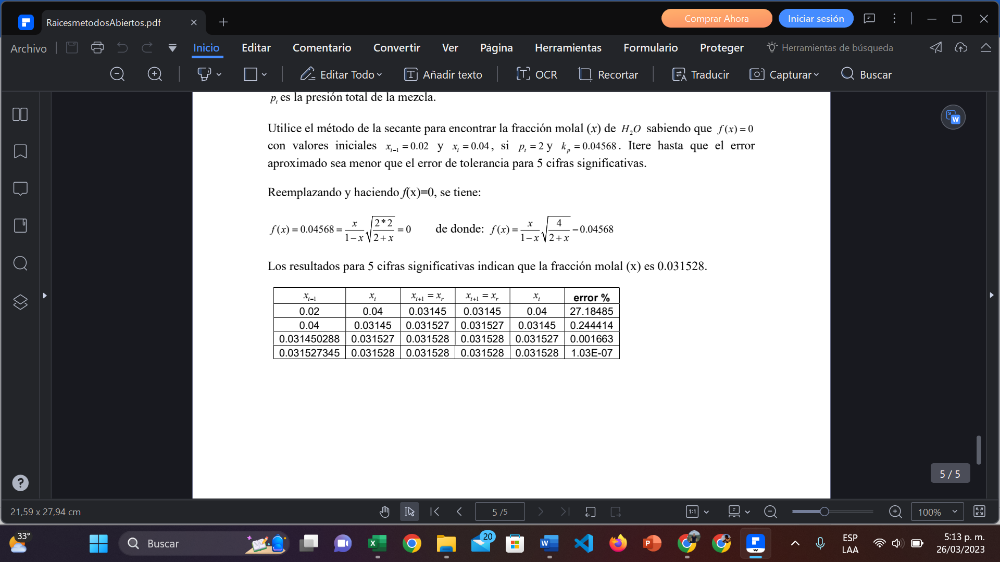 RaicesmetodosAbiertos.pdf
Comprar Ahora
Iniciar sesión
Archivo
Inicio
Editar
Comentario
Convertir
Ver
Página
Herramientas
Formulario
Proteger
Herramientas de búsqueda
Editar Todo
Añadir texto
OCR
Recortar
Traducir
Capturar
Buscar
p_t es la presión total de la mezcla.
Utilice el método de la secante para encontrar la fracción molal (x) de H₂O sabiendo que f(x) = 0
con valores iniciales x_{i-1} = 0.02 y x_i = 0.04, si p_t = 2 y k_p = 0.04568. Itere hasta que el error
aproximado sea menor que el error de tolerancia para 5 cifras significativas.
Reemplazando y haciendo f(x)=0, se tiene:
f(x) = 0.04568 = x/(1-x) √((2*2)/(2+x)) = 0 de donde: f(x) = x/(1-x) √(4/(2+x)) - 0.04568
Los resultados para 5 cifras significativas indican que la fracción molal (x) es 0.031528.
x_{i-1} x_i x_{i+1} = x_r x_{i+1} = x_r x_i error %
0.02 0.04 0.03145 0.03145 0.04 27.18485
0.04 0.03145 0.031527 0.031527 0.03145 0.244414
0.031450288 0.031527 0.031528 0.031528 0.031527 0.001663
0.031527345 0.031528 0.031528 0.031528 0.031528 1.03E-07
5 / 5
21,59 x 27,94 cm
5 /5
1:1
100%
33°
Buscar
20
ESP
LAA
5:13 p. m.
26/03/2023